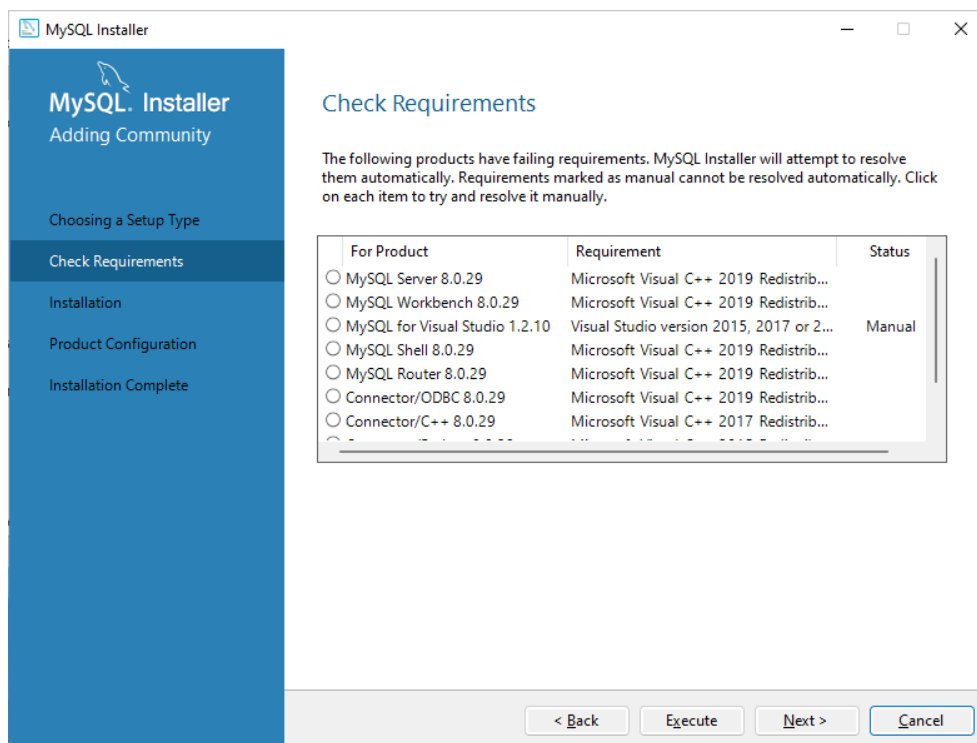 MySQL Installer
MySQL. Installer
Adding Community
Choosing a Setup Type
Check Requirements
Installation
Product Configuration
Installation Complete
Check Requirements
The following products have failing requirements. MySQL Installer will attempt to resolve
them automatically. Requirements marked as manual cannot be resolved automatically. Click
on each item to try and resolve it manually.
For Product Requirement Status
MySQL Server 8.0.29 Microsoft Visual C++ 2019 Redistrib...
MySQL Workbench 8.0.29 Microsoft Visual C++ 2019 Redistrib...
MySQL for Visual Studio 1.2.10 Visual Studio version 2015, 2017 or 2... Manual
MySQL Shell 8.0.29 Microsoft Visual C++ 2019 Redistrib...
MySQL Router 8.0.29 Microsoft Visual C++ 2019 Redistrib...
Connector/ODBC 8.0.29 Microsoft Visual C++ 2019 Redistrib...
Connector/C++ 8.0.29 Microsoft Visual C++ 2017 Redistrib...
< Back Execute Next > Cancel